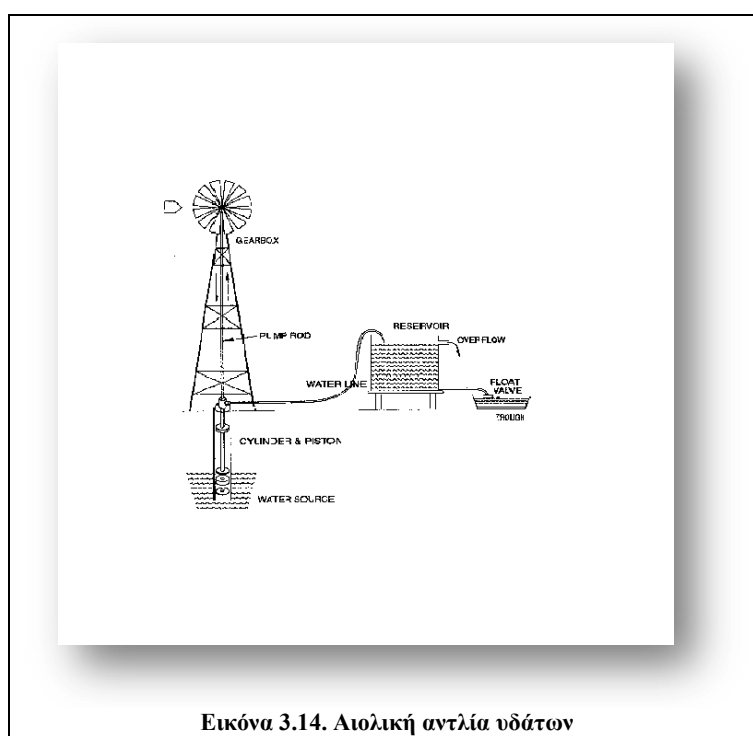 GEARBOX
PUMP ROD
RESERVOIR
OVERFLOW
WATER LINE
FLOAT
VALVE
TROUGH
CYLINDER & PISTON
WATER SOURCE
Εικόνα 3.14. Αιολική αντλία υδάτων